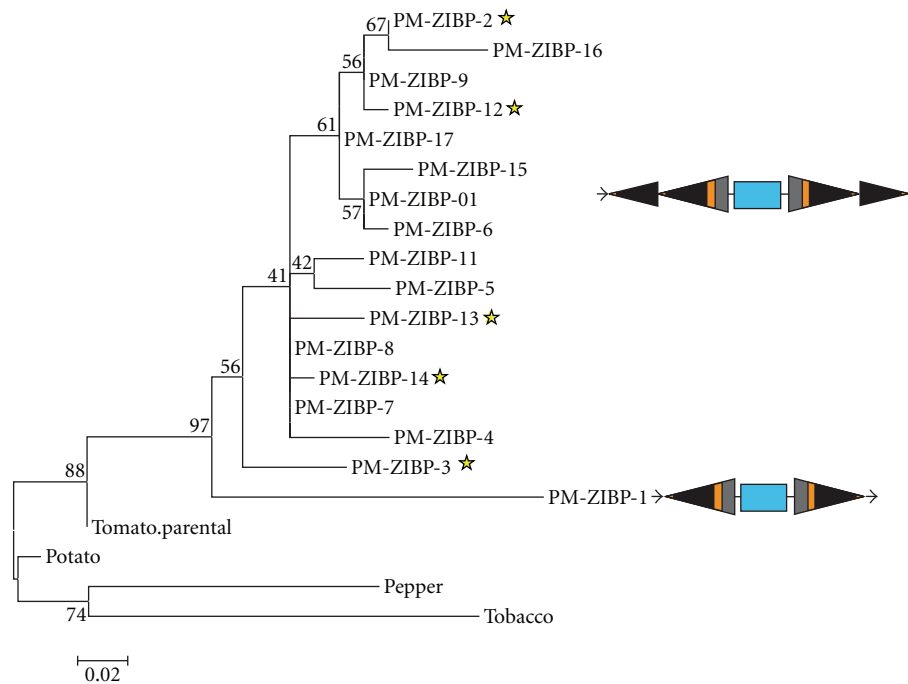 67
PM-ZIBP-2
PM-ZIBP-16
56
PM-ZIBP-9
PM-ZIBP-12
61
PM-ZIBP-17
PM-ZIBP-15
PM-ZIBP-01
57
PM-ZIBP-6
42
PM-ZIBP-11
41
PM-ZIBP-5
PM-ZIBP-13
PM-ZIBP-8
56
PM-ZIBP-14
PM-ZIBP-7
97
PM-ZIBP-4
88
PM-ZIBP-3
PM-ZIBP-1
Tomato.parental
Potato
Pepper
74
Tobacco
0.02